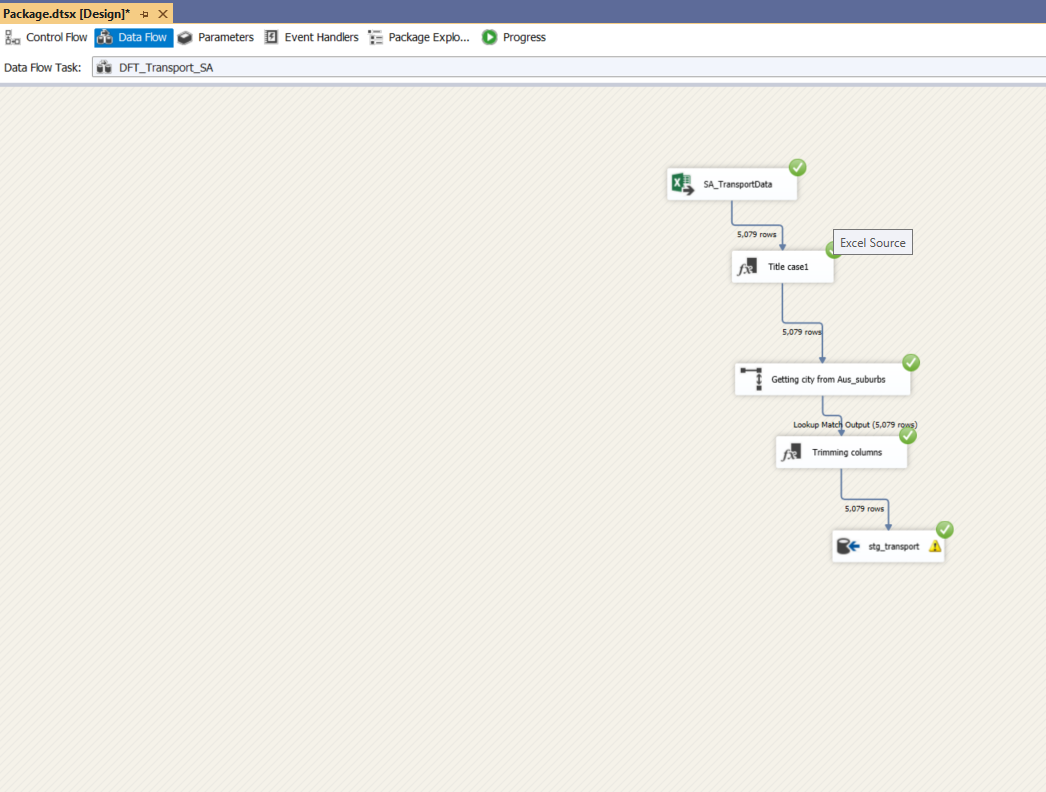 Package.dtsx [Design]*
Control Flow Data Flow Parameters Event Handlers Package Explo... Progress
Data Flow Task: DFT_Transport_SA
SA_TransportData
5,079 rows
Excel Source
Title case1
5,079 rows
Getting city from Aus_suburbs
Lookup Match Output (5,079 rows)
Trimming columns
5,079 rows
stg_transport